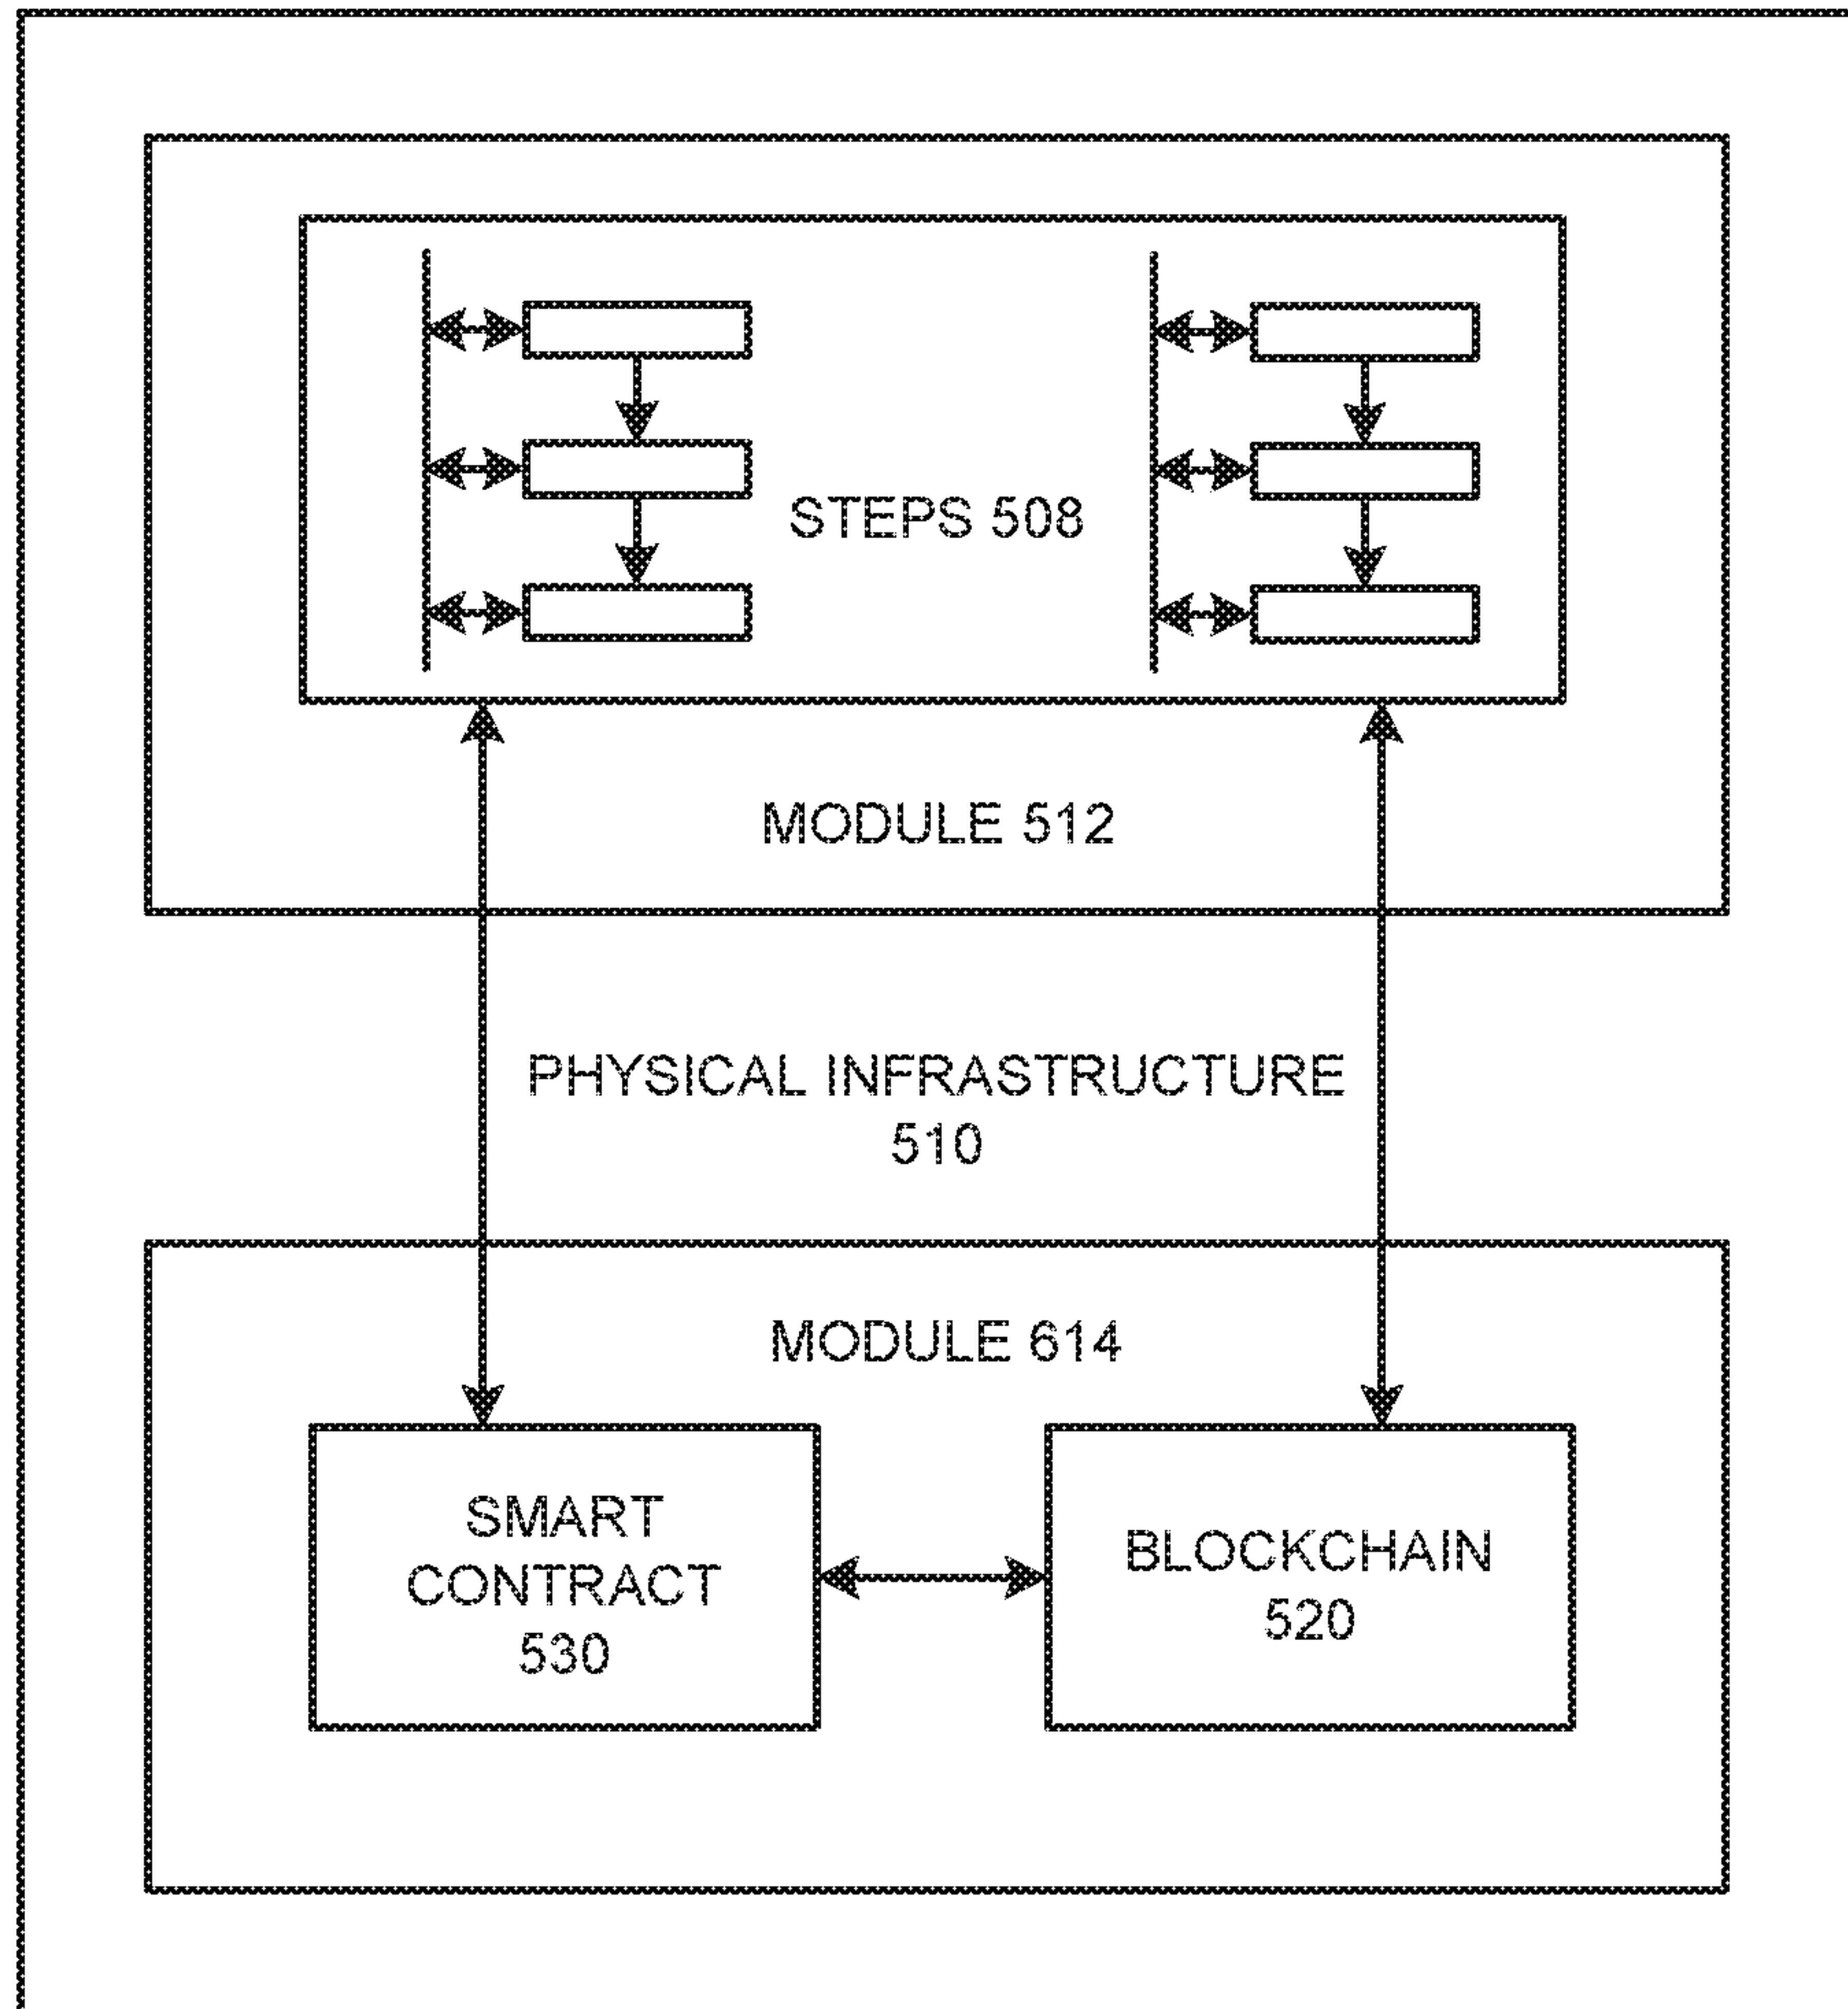 STEPS 508
MODULE 512
PHYSICAL INFRASTRUCTURE
510
MODULE 614
SMART
CONTRACT
530
BLOCKCHAIN
520